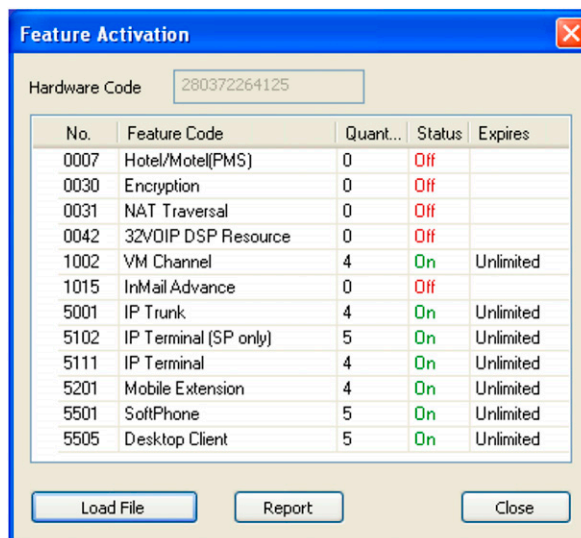 Feature Activation
Hardware Code 280372264125
No. Feature Code Quant... Status Expires
0007 Hotel/Motel(PMS) 0 Off
0030 Encryption 0 Off
0031 NAT Traversal 0 Off
0042 32VOIP DSP Resource 0 Off
1002 VM Channel 4 On Unlimited
1015 InMail Advance 0 Off
5001 IP Trunk 4 On Unlimited
5102 IP Terminal (SP only) 5 On Unlimited
5111 IP Terminal 4 On Unlimited
5201 Mobile Extension 4 On Unlimited
5501 SoftPhone 5 On Unlimited
5505 Desktop Client 5 On Unlimited
Load File Report Close